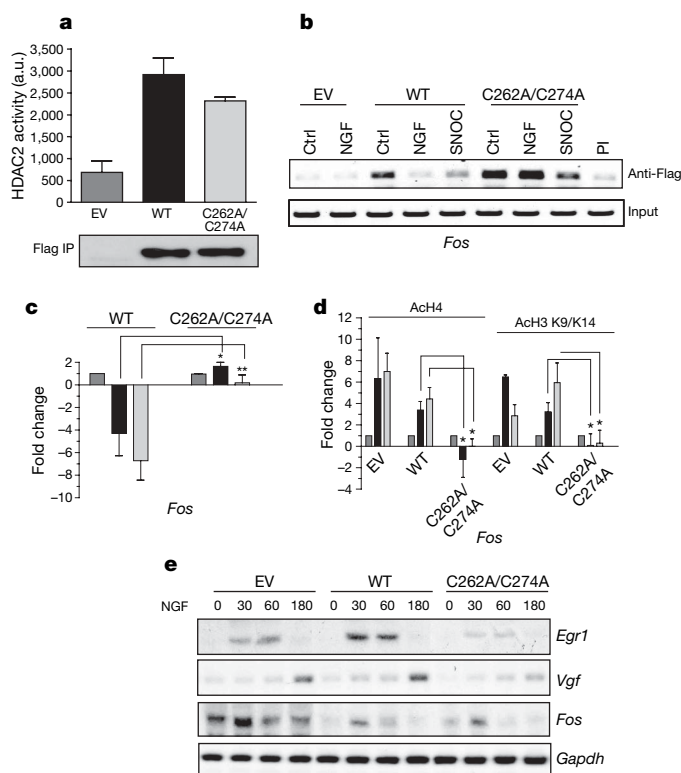 a
HDAC2 activity (a.u.)
3,500
3,000
2,500
2,000
1,500
1,000
500
0
EV WT C262A/
C274A
Flag IP
b
EV WT C262A/C274A
Ctrl NGF Ctrl NGF SNOC Ctrl NGF SNOC PI
Anti-Flag
Input
Fos
c
WT C262A/C274A
Fold change
2
0
−2
−4
−6
−8
−10
* **
Fos
d
AcH4 AcH3 K9/K14
Fold change
12
10
8
6
4
2
0
−2
−4
* * * *
EV WT C262A/
C274A EV WT C262A/
C274A
Fos
e
EV WT C262A/C274A
NGF 0 30 60 180 0 30 60 180 0 30 60 180
Egr1
Vgf
Fos
Gapdh